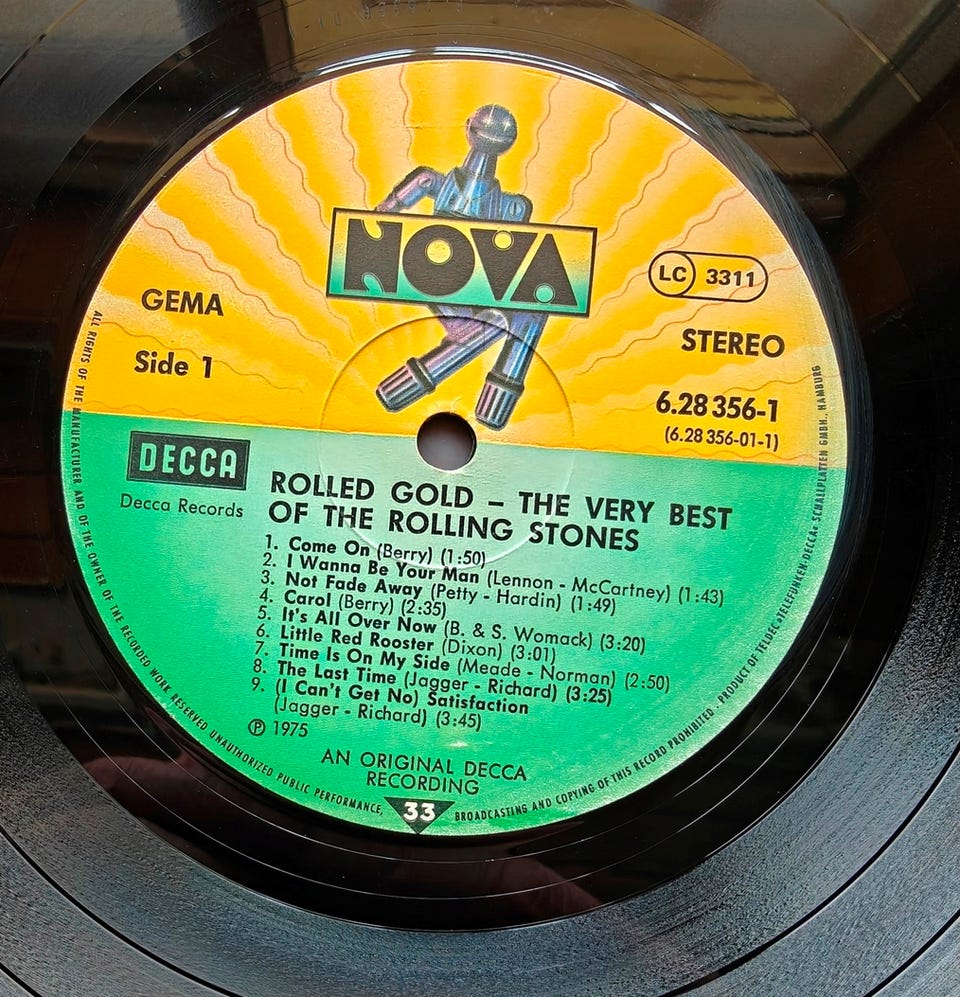 NOVA
LC 3311
GEMA
STEREO
Side 1
6.28 356-1
(6.28 356-01-1)
DECCA
Decca Records
ROLLED GOLD – THE VERY BEST
OF THE ROLLING STONES
1. Come On (Berry) (1:50)
2. I Wanna Be Your Man (Lennon - McCartney) (1:43)
3. Not Fade Away (Petty - Hardin) (1:49)
4. Carol (Berry) (2:35)
5. It's All Over Now (B. & S. Womack) (3:20)
6. Little Red Rooster (Dixon) (3:01)
7. Time Is On My Side (Meade - Norman) (2:50)
8. The Last Time (Jagger - Richard) (3:25)
9. (I Can't Get No) Satisfaction
(Jagger - Richard) (3:45)
℗ 1975
AN ORIGINAL DECCA
RECORDING
33
ALL RIGHTS OF THE MANUFACTURER AND OF THE OWNER OF THE RECORDED WORK RESERVED UNAUTHORIZED PUBLIC PERFORMANCE, BROADCASTING AND COPYING OF THIS RECORD PROHIBITED . PRODUCT OF TELDEC »TELEFUNKEN-DECCA« SCHALLPLATTEN GMBH., HAMBURG